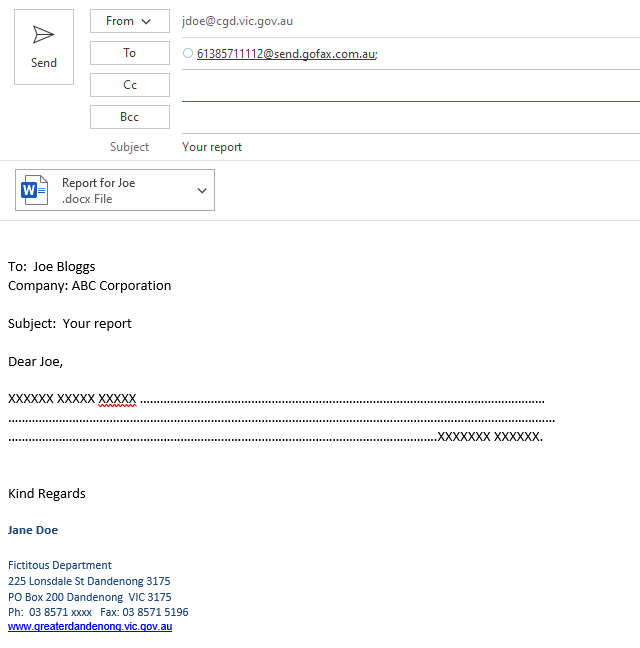 From
jdoe@cgd.vic.gov.au
Send
To
61385711112@send.gofax.com.au;
Cc
Bcc
Subject
Your report
W
Report for Joe
.docx File
To:  Joe Bloggs
Company: ABC Corporation
Subject:  Your report
Dear Joe,
XXXXXX XXXXX XXXXX ........................................................................................................................
..................................................................................................................................................................
................................................................................................................................XXXXXXX XXXXXX.
Kind Regards
Jane Doe
Fictitous Department
225 Lonsdale St Dandenong 3175
PO Box 200 Dandenong  VIC 3175
Ph:  03 8571 xxxx   Fax: 03 8571 5196
www.greaterdandenong.vic.gov.au